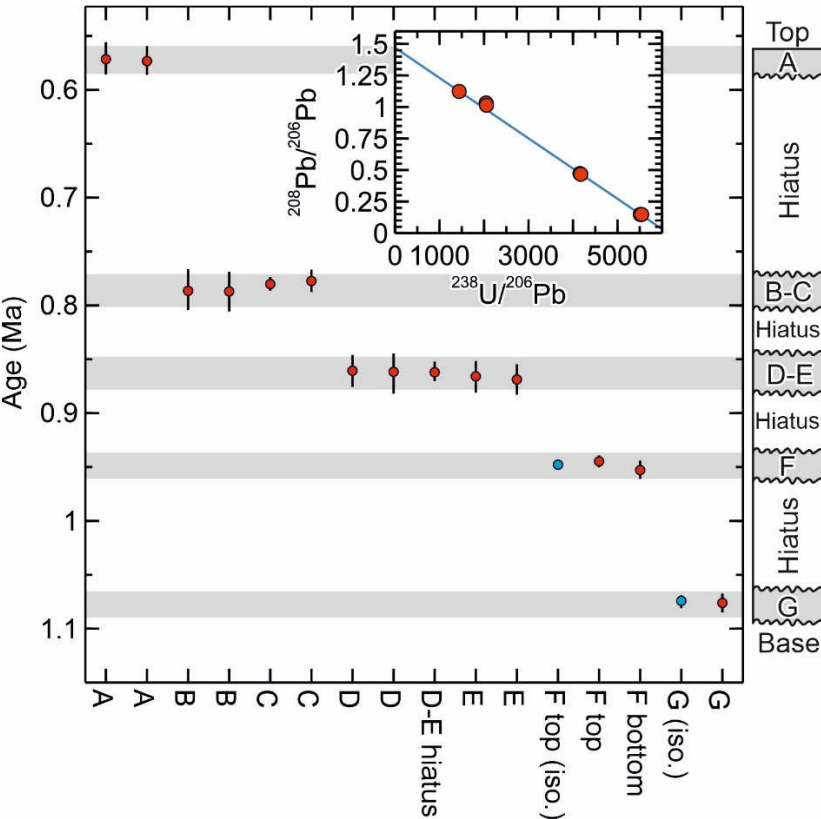 Age (Ma)
0.6
0.7
0.8
0.9
1
1.1
208Pb/206Pb
1.5
1.25
1
0.75
0.5
0.25
0
0 1000 3000 5000
238U/206Pb
Top
A
Hiatus
B-C
Hiatus
D-E
Hiatus
F
Hiatus
G
Base
A
A
B
B
C
C
D
D
D-E hiatus
E
E
F top (iso.)
F top
F bottom
G (iso.)
G